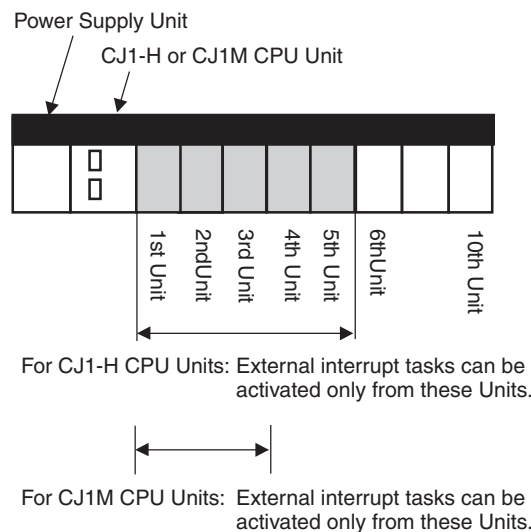 Power Supply Unit
CJ1-H or CJ1M CPU Unit
1st Unit
2ndUnit
3rd Unit
4th Unit
5th Unit
6thUnit
10th Unit
For CJ1-H CPU Units: External interrupt tasks can be
activated only from these Units.
For CJ1M CPU Units: External interrupt tasks can be
activated only from these Units.